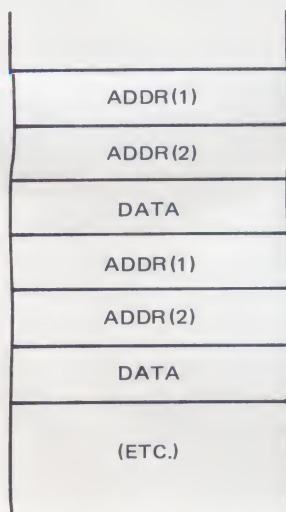 ADDR(1)
ADDR(2)
DATA
ADDR(1)
ADDR(2)
DATA
(ETC.)